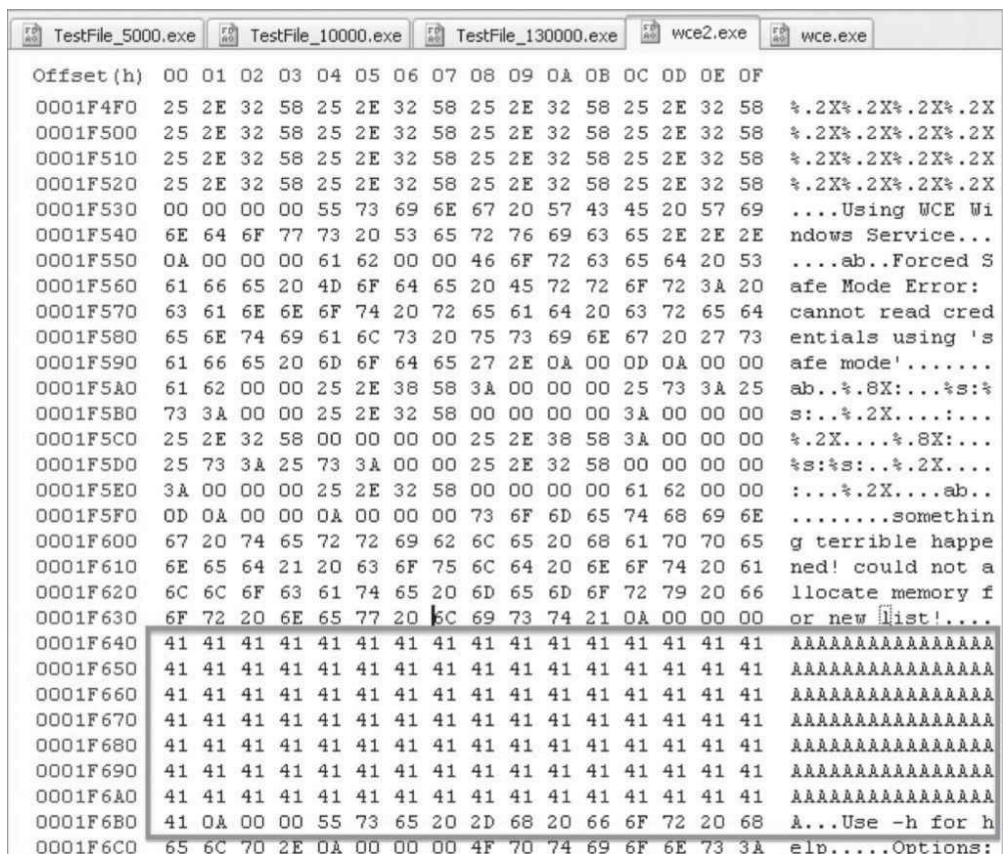 TestFile_5000.exe TestFile_10000.exe TestFile_130000.exe wce2.exe wce.exe
Offset(h) 00 01 02 03 04 05 06 07 08 09 0A 0B 0C 0D 0E 0F
0001F4F0 25 2E 32 58 25 2E 32 58 25 2E 32 58 25 2E 32 58 %.2X%.2X%.2X%.2X
0001F500 25 2E 32 58 25 2E 32 58 25 2E 32 58 25 2E 32 58 %.2X%.2X%.2X%.2X
0001F510 25 2E 32 58 25 2E 32 58 25 2E 32 58 25 2E 32 58 %.2X%.2X%.2X%.2X
0001F520 25 2E 32 58 25 2E 32 58 25 2E 32 58 25 2E 32 58 %.2X%.2X%.2X%.2X
0001F530 00 00 00 00 55 73 69 6E 67 20 57 43 45 20 57 69 ....Using WCE Wi
0001F540 6E 64 6F 77 73 20 53 65 72 76 69 63 65 2E 2E 2E ndows Service...
0001F550 0A 00 00 00 61 62 00 00 46 6F 72 63 65 64 20 53 ....ab..Forced S
0001F560 61 66 65 20 4D 6F 64 65 20 45 72 72 6F 72 3A 20 afe Mode Error:
0001F570 63 61 6E 6E 6F 74 20 72 65 61 64 20 63 72 65 64 cannot read cred
0001F580 65 6E 74 69 61 6C 73 20 75 73 69 6E 67 20 27 73 entials using 's
0001F590 61 66 65 20 6D 6F 64 65 27 2E 0A 00 0D 0A 00 00 afe mode'.......
0001F5A0 61 62 00 00 25 2E 38 58 3A 00 00 00 25 73 3A 25 ab..%.8X:...%s:%
0001F5B0 73 3A 00 00 25 2E 32 58 00 00 00 00 3A 00 00 00 s:..%.2X....:...
0001F5C0 25 2E 32 58 00 00 00 00 25 2E 38 58 3A 00 00 00 %.2X....%.8X:...
0001F5D0 25 73 3A 25 73 3A 00 00 25 2E 32 58 00 00 00 00 %s:%s:..%.2X....
0001F5E0 3A 00 00 00 25 2E 32 58 00 00 00 00 61 62 00 00 :...%.2X....ab..
0001F5F0 0D 0A 00 00 0A 00 00 00 73 6F 6D 65 74 68 69 6E ........somethin
0001F600 67 20 74 65 72 72 69 62 6C 65 20 68 61 70 70 65 g terrible happe
0001F610 6E 65 64 21 20 63 6F 75 6C 64 20 6E 6F 74 20 61 ned! could not a
0001F620 6C 6C 6F 63 61 74 65 20 6D 65 6D 6F 72 79 20 66 llocate memory f
0001F630 6F 72 20 6E 65 77 20 6C 69 73 74 21 0A 00 00 00 or new list!....
0001F640 41 41 41 41 41 41 41 41 41 41 41 41 41 41 41 41 AAAAAAAAAAAAAAAA
0001F650 41 41 41 41 41 41 41 41 41 41 41 41 41 41 41 41 AAAAAAAAAAAAAAAA
0001F660 41 41 41 41 41 41 41 41 41 41 41 41 41 41 41 41 AAAAAAAAAAAAAAAA
0001F670 41 41 41 41 41 41 41 41 41 41 41 41 41 41 41 41 AAAAAAAAAAAAAAAA
0001F680 41 41 41 41 41 41 41 41 41 41 41 41 41 41 41 41 AAAAAAAAAAAAAAAA
0001F690 41 41 41 41 41 41 41 41 41 41 41 41 41 41 41 41 AAAAAAAAAAAAAAAA
0001F6A0 41 41 41 41 41 41 41 41 41 41 41 41 41 41 41 41 AAAAAAAAAAAAAAAA
0001F6B0 41 0A 00 00 55 73 65 20 2D 68 20 66 6F 72 20 68 A...Use -h for h
0001F6C0 65 6C 70 2E 0A 00 00 00 4F 70 74 69 6F 6E 73 3A elp.....Options: